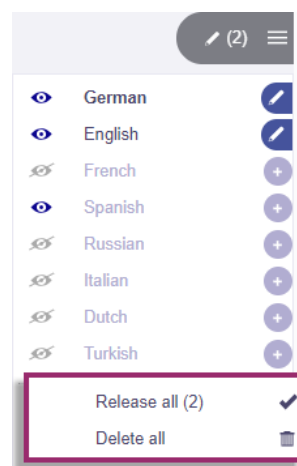 (2)
German
English
French
Spanish
Russian
Italian
Dutch
Turkish
Release all (2)
Delete all